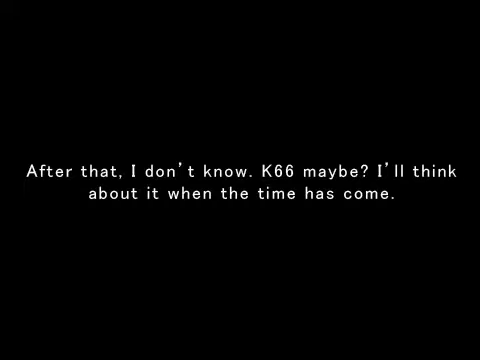 After that, I don’t know. K66 maybe? I’ll think
about it when the time has come.